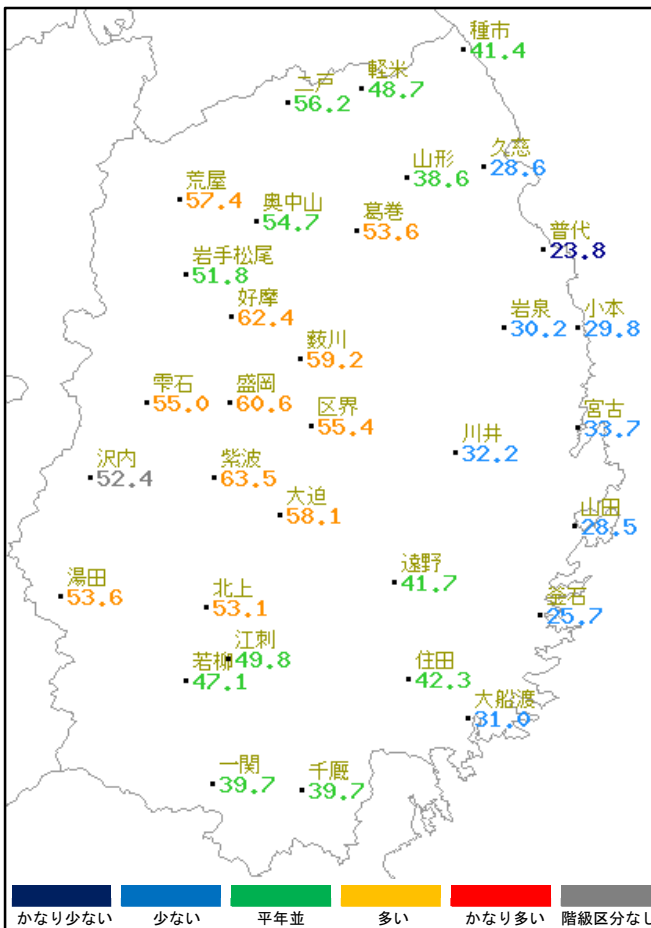 種市
41.4
軽米
48.7
二戸
56.2
久慈
28.6
山形
38.6
荒屋
57.4
奥中山
54.7
葛巻
53.6
普代
23.8
岩手松尾
51.8
好摩
62.4
岩泉
30.2
小本
29.8
薮川
59.2
雫石
55.0
盛岡
60.6
区界
55.4
宮古
33.7
川井
32.2
沢内
52.4
紫波
63.5
大迫
58.1
山田
28.5
遠野
41.7
湯田
53.6
北上
53.1
釜石
25.7
江刺
49.8
若柳
47.1
住田
42.3
大船渡
31.0
一関
39.7
千厩
39.7
かなり少ない 少ない 平年並 多い かなり多い 階級区分なし